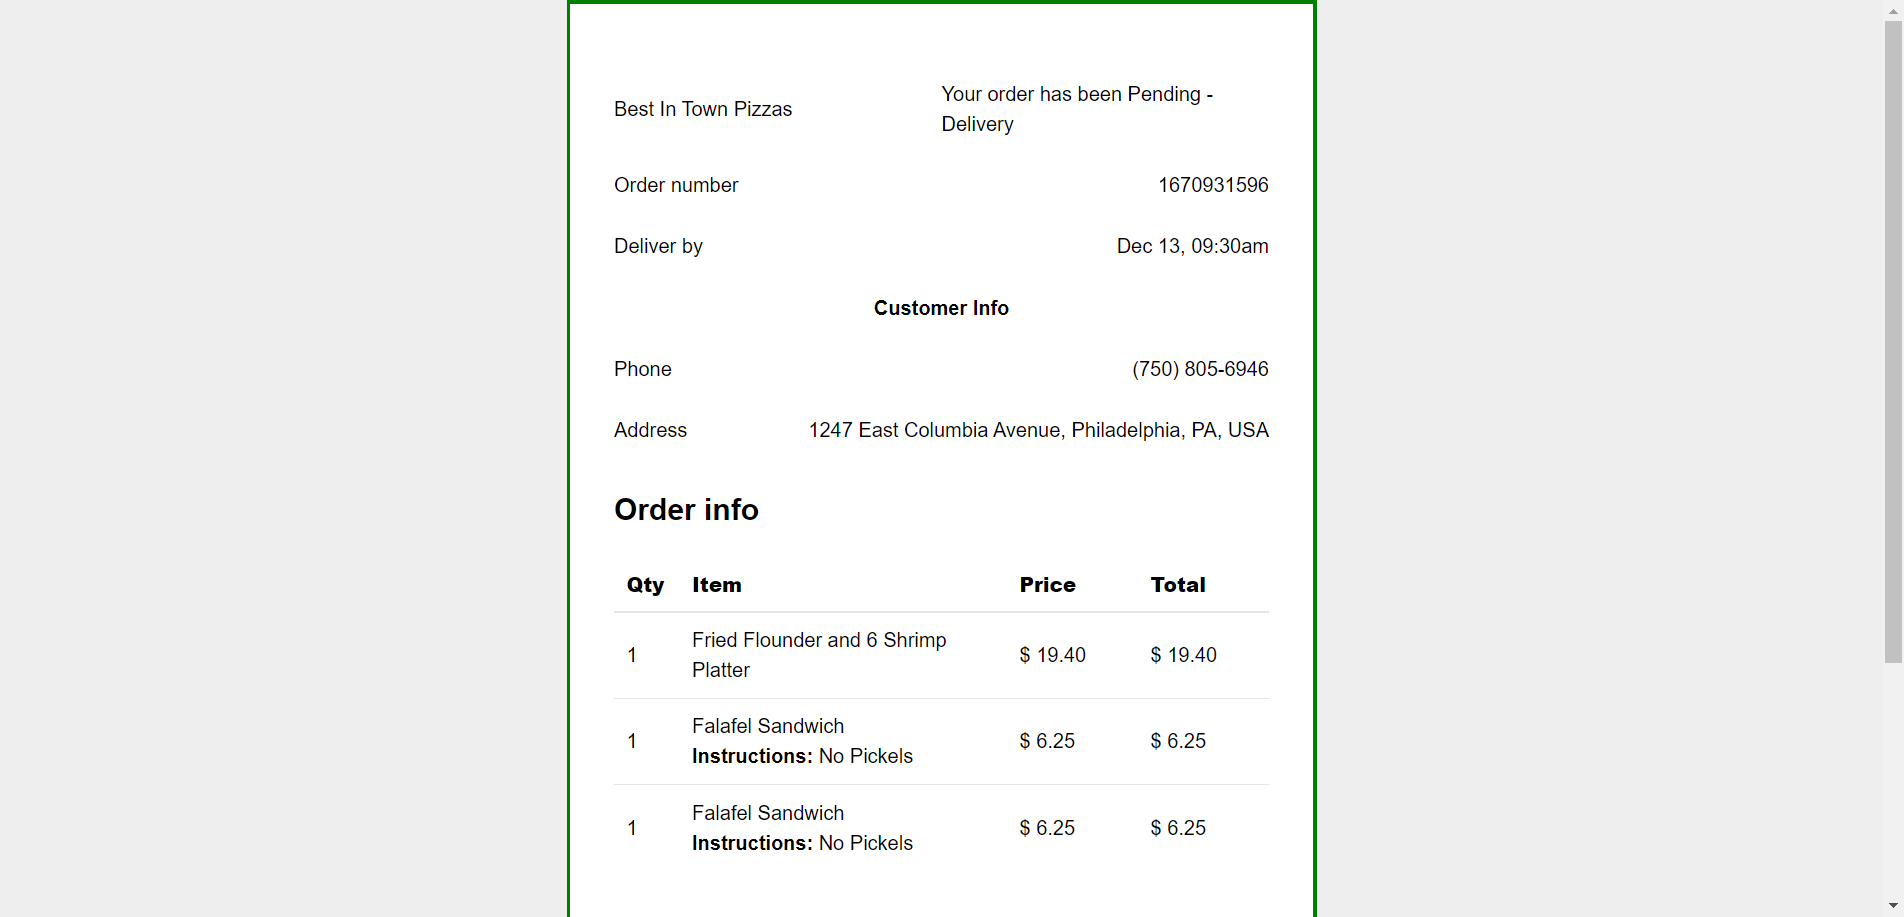 Best In Town Pizzas
Your order has been Pending -
Delivery
Order number 1670931596
Deliver by Dec 13, 09:30am
Customer Info
Phone (750) 805-6946
Address 1247 East Columbia Avenue, Philadelphia, PA, USA
Order info
Qty Item Price Total
1 Fried Flounder and 6 Shrimp Platter $ 19.40 $ 19.40
1 Falafel Sandwich $ 6.25 $ 6.25
Instructions: No Pickels
1 Falafel Sandwich $ 6.25 $ 6.25
Instructions: No Pickels